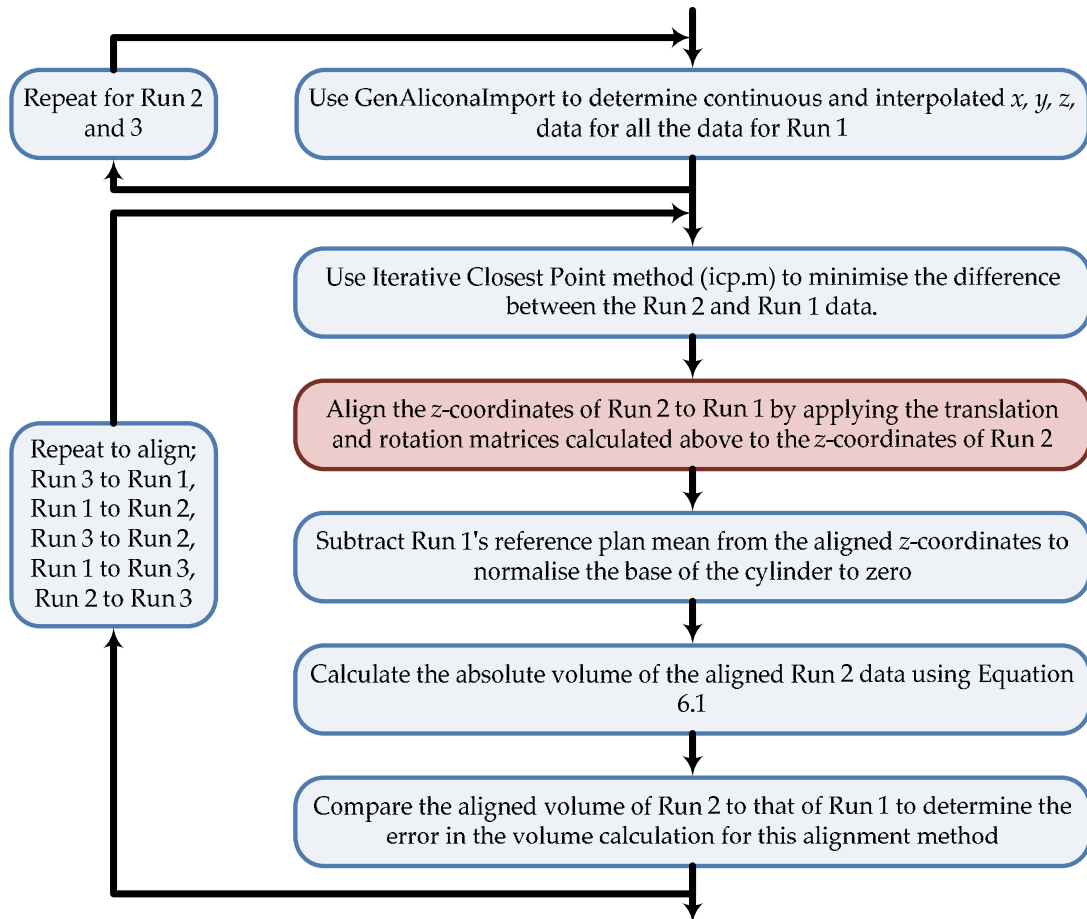 Repeat for Run 2
and 3
Use GenAliconaImport to determine continuous and interpolated x, y, z,
data for all the data for Run 1
Use Iterative Closest Point method (icp.m) to minimise the difference
between the Run 2 and Run 1 data.
Align the z-coordinates of Run 2 to Run 1 by applying the translation
and rotation matrices calculated above to the z-coordinates of Run 2
Repeat to align;
Run 3 to Run 1,
Run 1 to Run 2,
Run 3 to Run 2,
Run 1 to Run 3,
Run 2 to Run 3
Subtract Run 1's reference plan mean from the aligned z-coordinates to
normalise the base of the cylinder to zero
Calculate the absolute volume of the aligned Run 2 data using Equation
6.1
Compare the aligned volume of Run 2 to that of Run 1 to determine the
error in the volume calculation for this alignment method